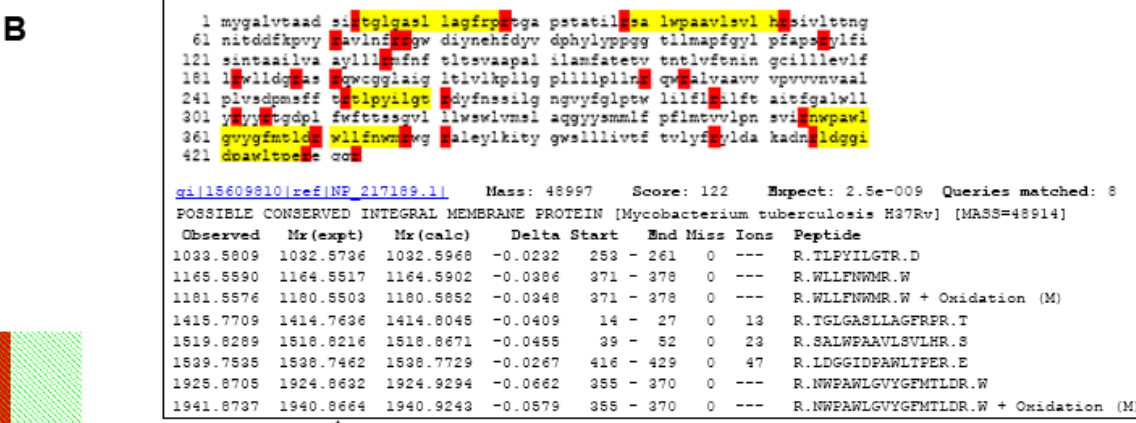 B
1 mygalvtaad sirtglgasl lagfrprtga pstatilrsa lwpaavlsvl hrsivlttng
61 nitddfkpvy ravlnfrrgw diynehfdyv dphylyppgg tllmapfgyl pfapsrylfi
121 sintaailva aylllrmfnf tltsvaapal ilamfatetv tntlvftnin gcilllevlf
181 lrwlldgras rqwcgglaig ltlvlkpllg pllllpllnr qwralvaavv vpvvvnvaal
241 plvsdpmsff trtlpyilgt rdyfnssilg ngvyfglptw lilflrilft aitfgalwll
301 yryyrtgdpl fwfttssgvl llwswlvmsl aqgyysmmlf pflmtvvlpn svirnwpawl
361 gvygfmtldr wllfnwmrwg raleylkity gwslllivtf tvlyfrylda kadnrldggi
421 dpawltpere ggr
gi|15609810|ref|NP_217189.1| Mass: 48997 Score: 122 Expect: 2.5e-009 Queries matched: 8
POSSIBLE CONSERVED INTEGRAL MEMBRANE PROTEIN [Mycobacterium tuberculosis H37Rv] [MASS=48914]
Observed Mr(expt) Mr(calc) Delta Start End Miss Ions Peptide
1033.5809 1032.5736 1032.5968 -0.0232 253 - 261 0 --- R.TLPYILGTR.D
1165.5590 1164.5517 1164.5902 -0.0386 371 - 378 0 --- R.WLLFNWMR.W
1181.5576 1180.5503 1180.5852 -0.0348 371 - 378 0 --- R.WLLFNWMR.W + Oxidation (M)
1415.7709 1414.7636 1414.8045 -0.0409 14 - 27 0 13 R.TGLGASLLAGFRPR.T
1519.8289 1518.8216 1518.8671 -0.0455 39 - 52 0 23 R.SALWPAAVLSVLHR.S
1539.7535 1538.7462 1538.7729 -0.0267 416 - 429 0 47 R.LDGGIDPAWLTPER.E
1925.8705 1924.8632 1924.9294 -0.0662 355 - 370 0 --- R.NWPAWLGVYGFMTLDR.W
1941.8737 1940.8664 1940.9243 -0.0579 355 - 370 0 --- R.NWPAWLGVYGFMTLDR.W + Oxidation (M